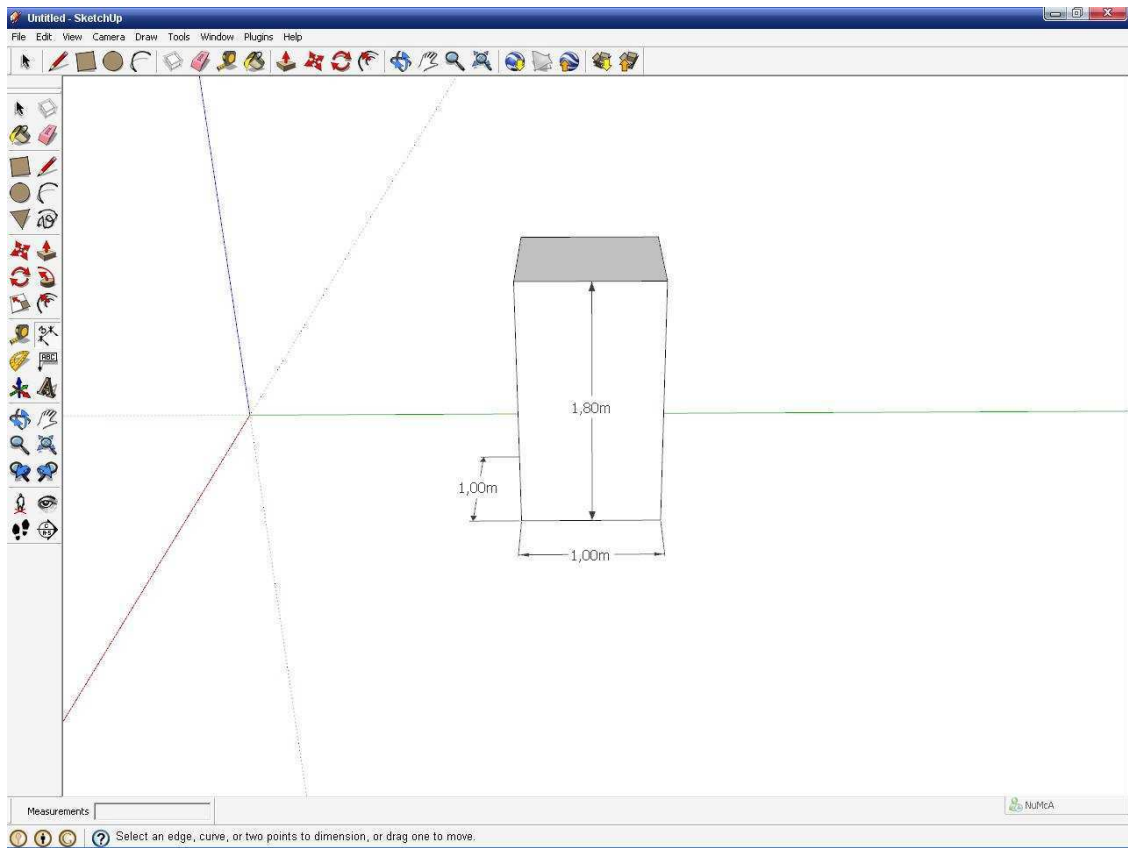 Untitled - SketchUp
File Edit View Camera Draw Tools Window Plugins Help
ABC
A
1,80m
1,00m
1,00m
Measurements
NuMcA
Select an edge, curve, or two points to dimension, or drag one to move.